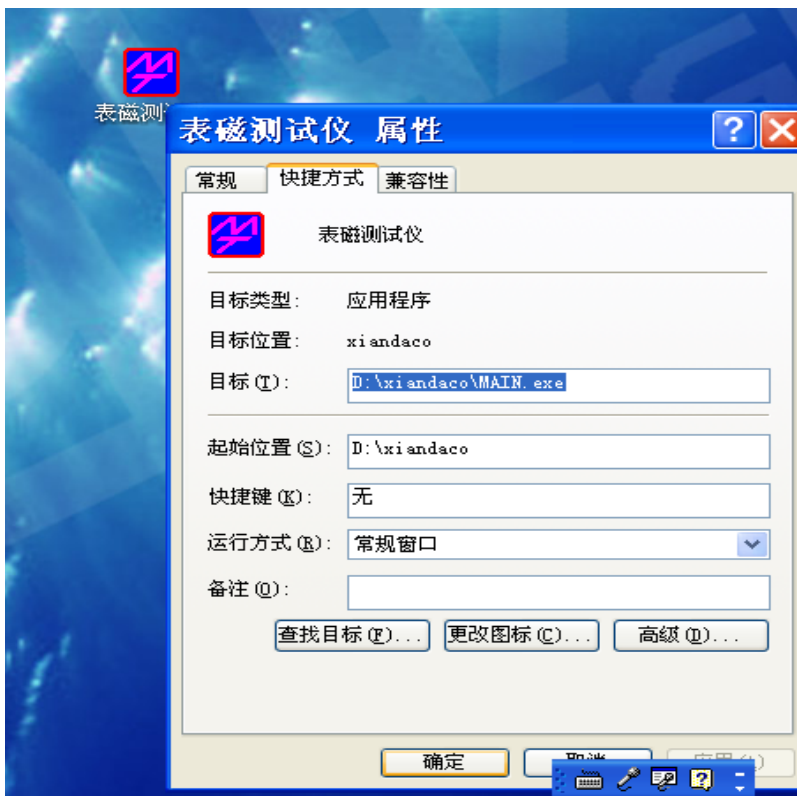 表磁测试
表磁测试仪 属性
常规
快捷方式
兼容性
表磁测试仪
目标类型: 应用程序
目标位置: xiandaco
目标(T): D:\xiandaco\MAIN.exe
起始位置(S): D:\xiandaco
快捷键(K): 无
运行方式(R): 常规窗口
备注(O):
查找目标(F)... 更改图标(C)... 高级(D)...
确定 取消